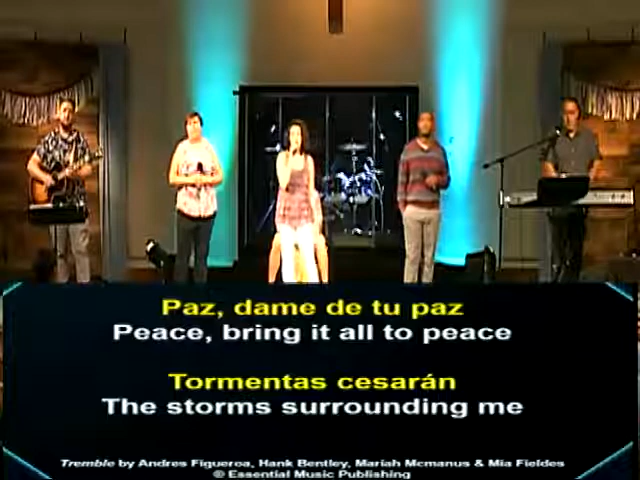 Paz, dame de tu paz
Peace, bring it all to peace
Tormentas cesarán
The storms surrounding me
Tremble by Andres Figueroa, Hank Bentley, Mariah Mcmanus & Mia Fieldes
© Essential Music Publishing